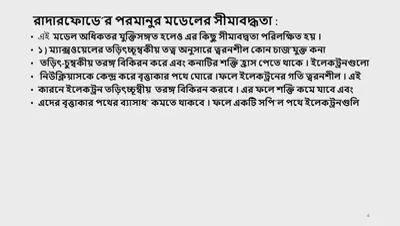 রাদারফোডে´র পরমানুর মডেলের সীমাবদ্ধতা :
• এই মডেল অধিকতর যুক্তিসঙ্গত হলেও এর কিছু সীমাবদ্বতা পরিলক্ষিত হয় ।
• ১) ম্যাক্সওয়েলের তড়িৎচ্চুম্বকীয় তত্ব অনুসারে ত্বরনশীল কোন চাজ´যুক্ত কনা
• তড়িৎ-চুম্বকীয় তরঙ্গ বিকিরন করে এবং কনাটির শক্তি হ্রাস পেতে থাকে । ইলেকট্রনগুলো
• নিউক্লিয়াসকে কেন্দ্র করে বৃত্তাকার পথে ঘোরে ।ফলে ইলেকট্রনের গতি ত্বরনশীল । এই
• কারনে ইলেকট্রন তড়িৎচ্চুম্বীয় তরঙ্গ বিকিরন করবে । এর ফলে শক্তি কমে যাবে এবং
• এদের বৃত্তাকার পথের ব্যাসাধ´ কমতে থাকবে । ফলে একটি সপি´ল পথে ইলেকট্রনগুলি
4